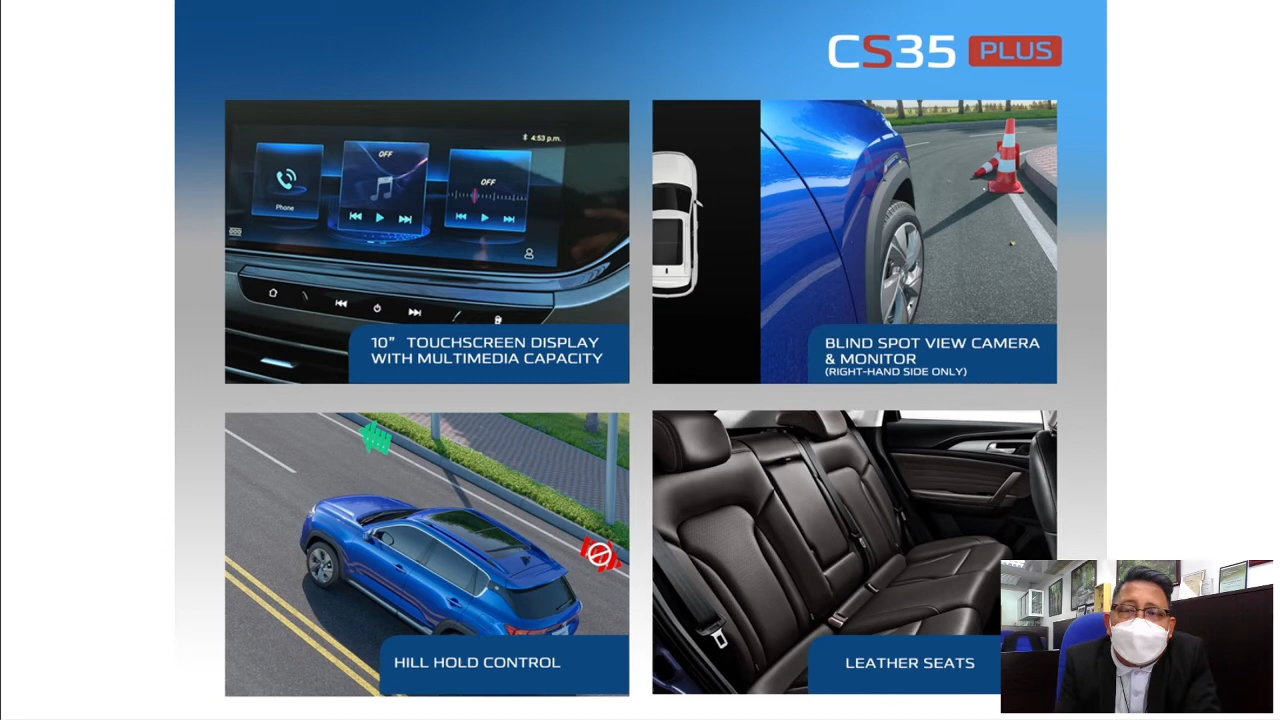 CS35 PLUS
4:53 p.m.
OFF
OFF
Phone
10” TOUCHSCREEN DISPLAY
WITH MULTIMEDIA CAPACITY
BLIND SPOT VIEW CAMERA
& MONITOR
(RIGHT-HAND SIDE ONLY)
HILL HOLD CONTROL
LEATHER SEATS